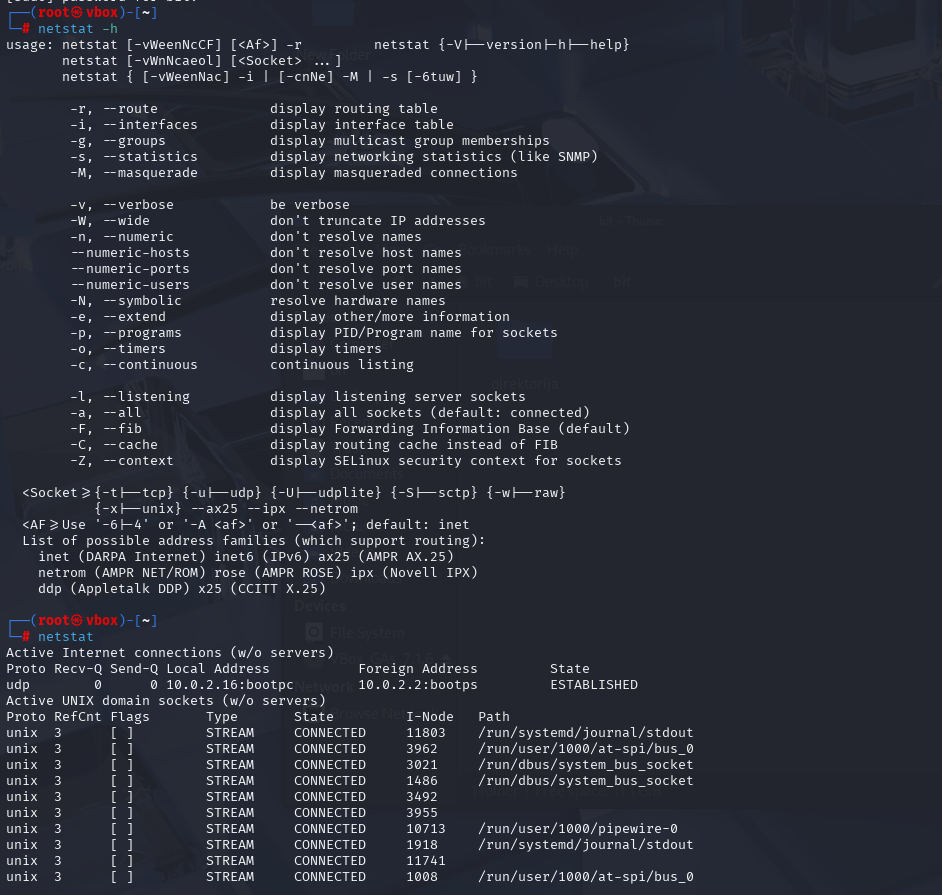 ┌──(root㉿vbox)-[~]
└─# netstat -h
usage: netstat [-vWeenNcCF] [<Af>] -r         netstat {-V|--version|-h|--help}
       netstat [-vWnNcaeol] [<Socket> ...]
       netstat { [-vWeenNac] -i | [-cnNe] -M | -s [-6tuw] }

        -r, --route              display routing table
        -i, --interfaces         display interface table
        -g, --groups             display multicast group memberships
        -s, --statistics         display networking statistics (like SNMP)
        -M, --masquerade         display masqueraded connections

        -v, --verbose            be verbose
        -W, --wide               don't truncate IP addresses
        -n, --numeric            don't resolve names
        --numeric-hosts          don't resolve host names
        --numeric-ports          don't resolve port names
        --numeric-users          don't resolve user names
        -N, --symbolic           resolve hardware names
        -e, --extend             display other/more information
        -p, --programs           display PID/Program name for sockets
        -o, --timers             display timers
        -c, --continuous         continuous listing

        -l, --listening          display listening server sockets
        -a, --all                display all sockets (default: connected)
        -F, --fib                display Forwarding Information Base (default)
        -C, --cache              display routing cache instead of FIB
        -Z, --context            display SELinux security context for sockets

  <Socket>={-t|--tcp} {-u|--udp} {-U|--udplite} {-S|--sctp} {-w|--raw}
           {-x|--unix} --ax25 --ipx --netrom
  <AF>=Use '-6|-4' or '-A <af>' or '--<af>'; default: inet
  List of possible address families (which support routing):
    inet (DARPA Internet) inet6 (IPv6) ax25 (AMPR AX.25)
    netrom (AMPR NET/ROM) rose (AMPR ROSE) ipx (Novell IPX)
    ddp (Appletalk DDP) x25 (CCITT X.25)

┌──(root㉿vbox)-[~]
└─# netstat
Active Internet connections (w/o servers)
Proto Recv-Q Send-Q Local Address           Foreign Address         State
udp        0      0 10.0.2.16:bootpc        10.0.2.2:bootps         ESTABLISHED
Active UNIX domain sockets (w/o servers)
Proto RefCnt Flags       Type       State         I-Node   Path
unix  3      [ ]         STREAM     CONNECTED     11803    /run/systemd/journal/stdout
unix  3      [ ]         STREAM     CONNECTED     3962     /run/user/1000/at-spi/bus_0
unix  3      [ ]         STREAM     CONNECTED     3021     /run/dbus/system_bus_socket
unix  3      [ ]         STREAM     CONNECTED     1486     /run/dbus/system_bus_socket
unix  3      [ ]         STREAM     CONNECTED     3492
unix  3      [ ]         STREAM     CONNECTED     3955
unix  3      [ ]         STREAM     CONNECTED     10713    /run/user/1000/pipewire-0
unix  3      [ ]         STREAM     CONNECTED     1918     /run/systemd/journal/stdout
unix  3      [ ]         STREAM     CONNECTED     11741
unix  3      [ ]         STREAM     CONNECTED     1008     /run/user/1000/at-spi/bus_0